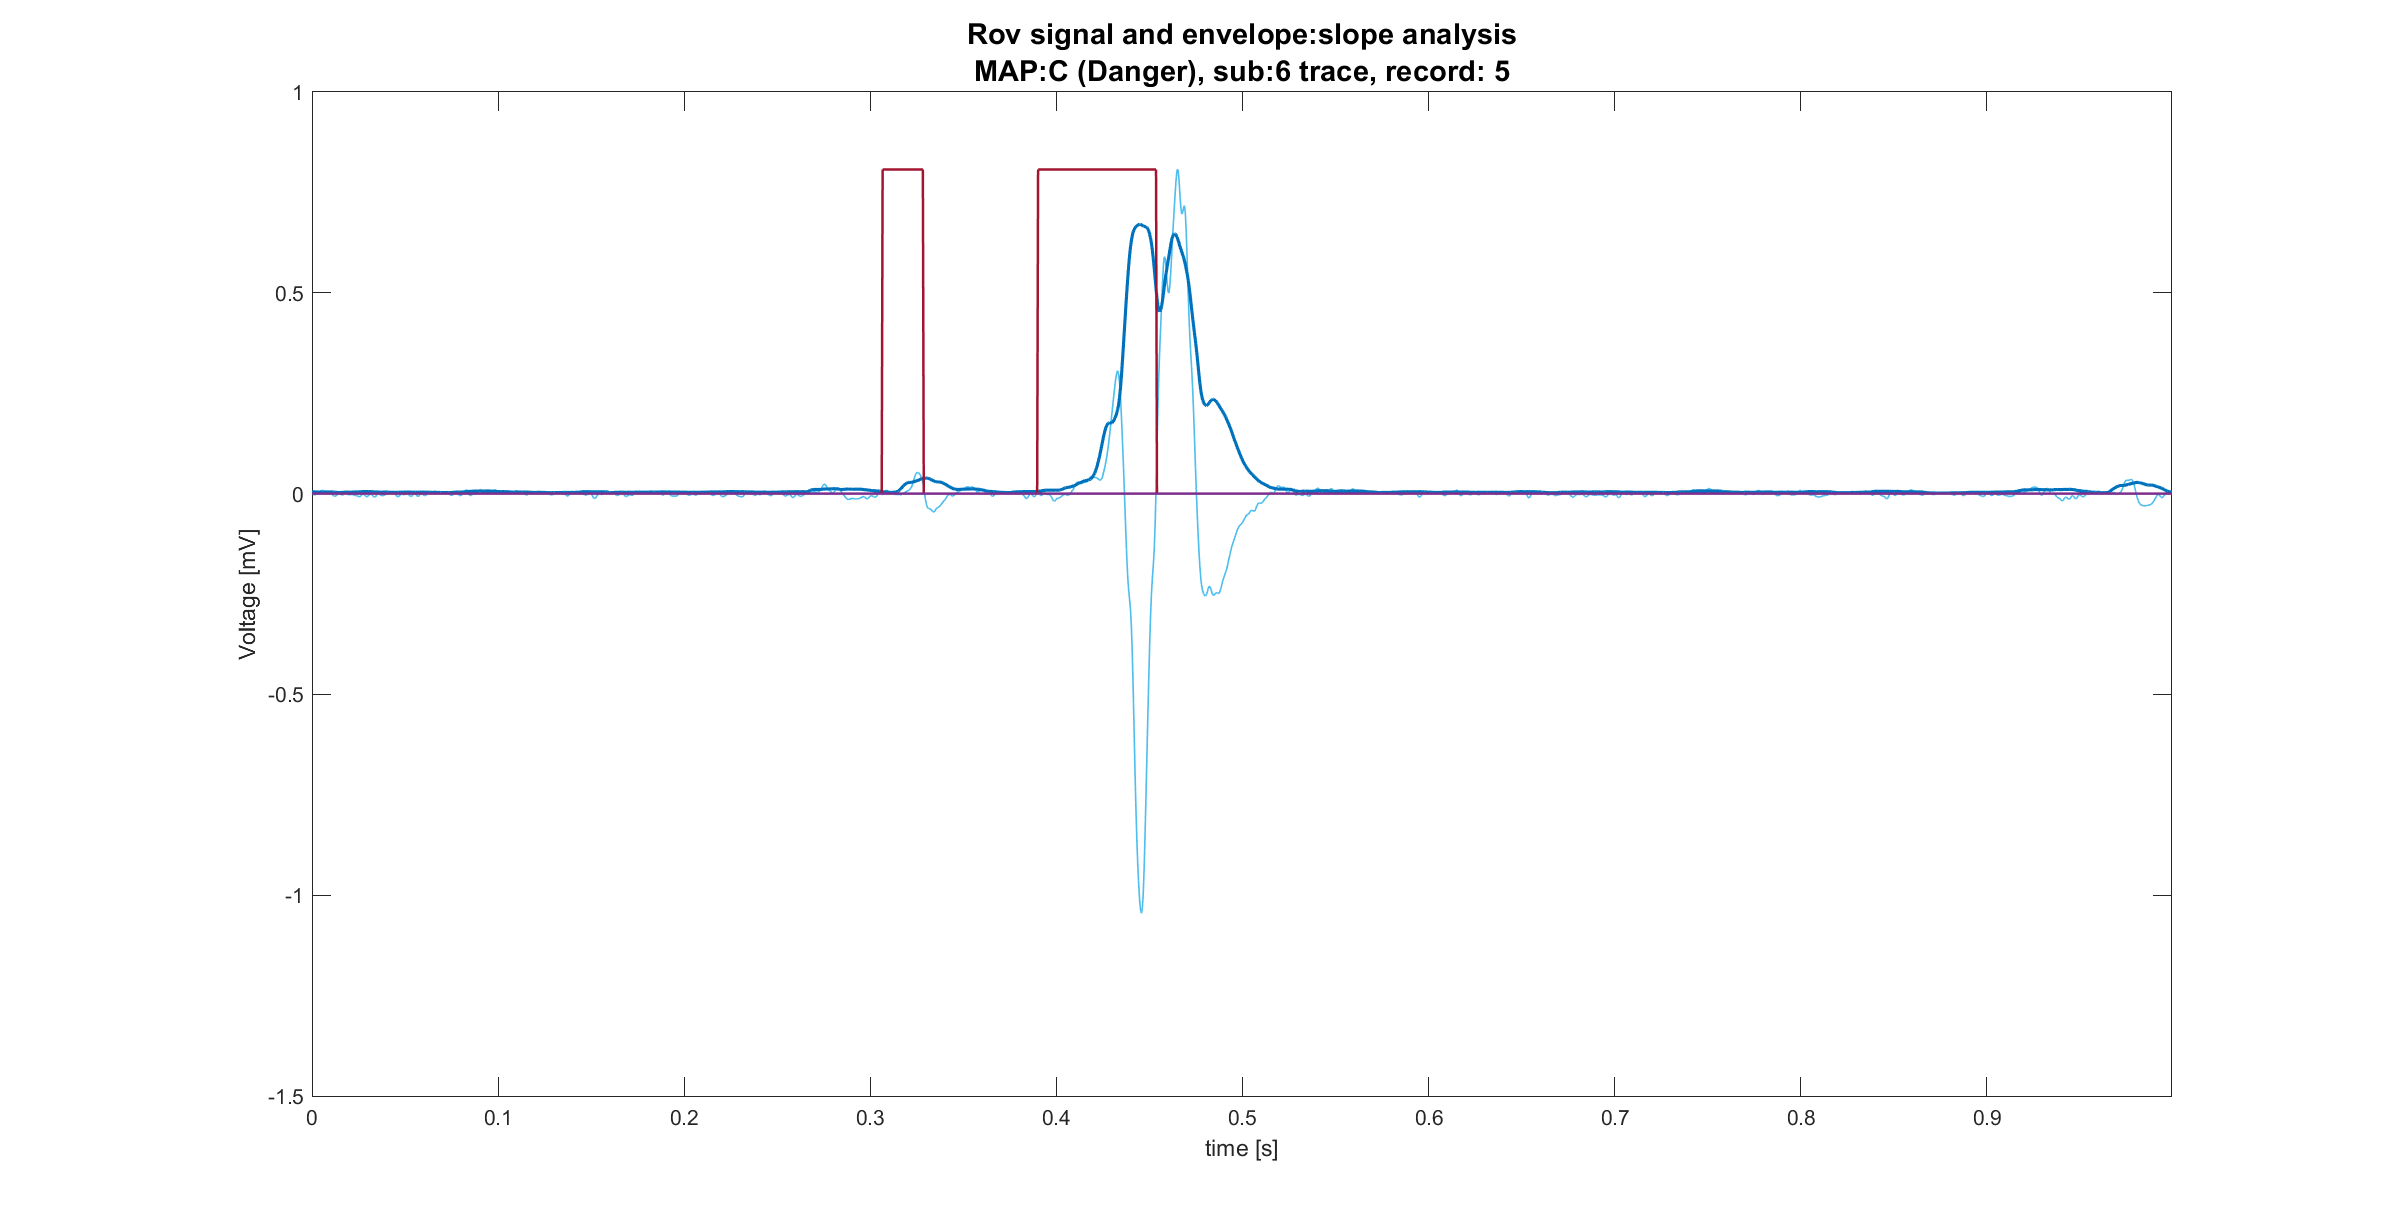 Rov signal and envelope:slope analysis
MAP:C (Danger), sub:6 trace, record: 5
1
0.5
0
-0.5
-1
-1.5
Voltage [mV]
0 0.1 0.2 0.3 0.4 0.5 0.6 0.7 0.8 0.9
time [s]